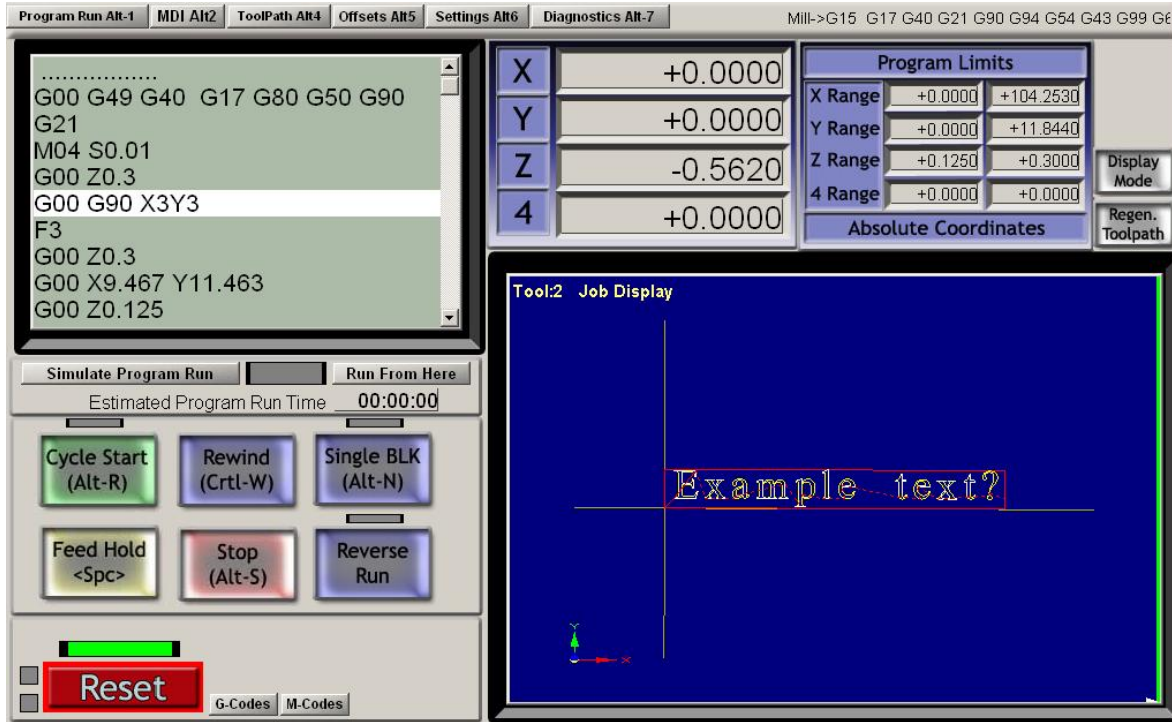 Program Run Alt-1 MDI Alt2 ToolPath Alt4 Offsets Alt5 Settings Alt6 Diagnostics Alt-7 Mill->G15 G17 G40 G21 G90 G94 G54 G43 G99 G6
.................
G00 G49 G40 G17 G80 G50 G90
G21
M04 S0.01
G00 Z0.3
G00 G90 X3Y3
F3
G00 Z0.3
G00 X9.467 Y11.463
G00 Z0.125
X +0.0000
Y +0.0000
Z -0.5620
4 +0.0000
Program Limits
X Range +0.0000 +104.2530
Y Range +0.0000 +11.8440
Z Range +0.1250 +0.3000
4 Range +0.0000 +0.0000
Absolute Coordinates
Display
Mode
Regen.
Toolpath
Simulate Program Run Run From Here
Estimated Program Run Time 00:00:00
Cycle Start
(Alt-R)
Rewind
(Crtl-W)
Single BLK
(Alt-N)
Feed Hold
<Spc>
Stop
(Alt-S)
Reverse
Run
Reset
G-Codes M-Codes
Tool:2 Job Display
Example text?
Y
X